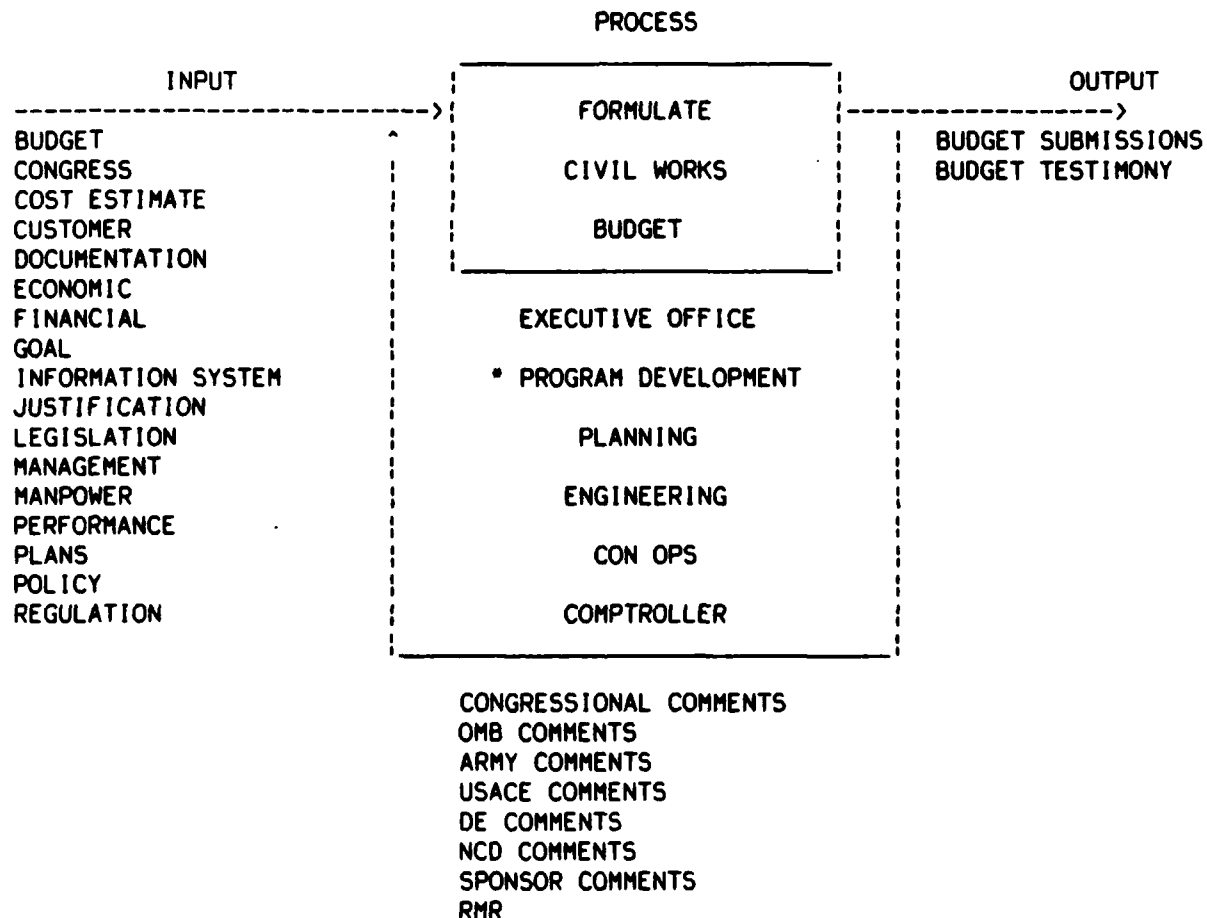 PROCESS
INPUT
OUTPUT
FORMULATE
CIVIL WORKS
BUDGET
BUDGET
CONGRESS
COST ESTIMATE
CUSTOMER
DOCUMENTATION
ECONOMIC
FINANCIAL
GOAL
INFORMATION SYSTEM
JUSTIFICATION
LEGISLATION
MANAGEMENT
MANPOWER
PERFORMANCE
PLANS
POLICY
REGULATION
BUDGET SUBMISSIONS
BUDGET TESTIMONY
EXECUTIVE OFFICE
* PROGRAM DEVELOPMENT
PLANNING
ENGINEERING
CON OPS
COMPTROLLER
CONGRESSIONAL COMMENTS
OMB COMMENTS
ARMY COMMENTS
USACE COMMENTS
DE COMMENTS
NCD COMMENTS
SPONSOR COMMENTS
RMR